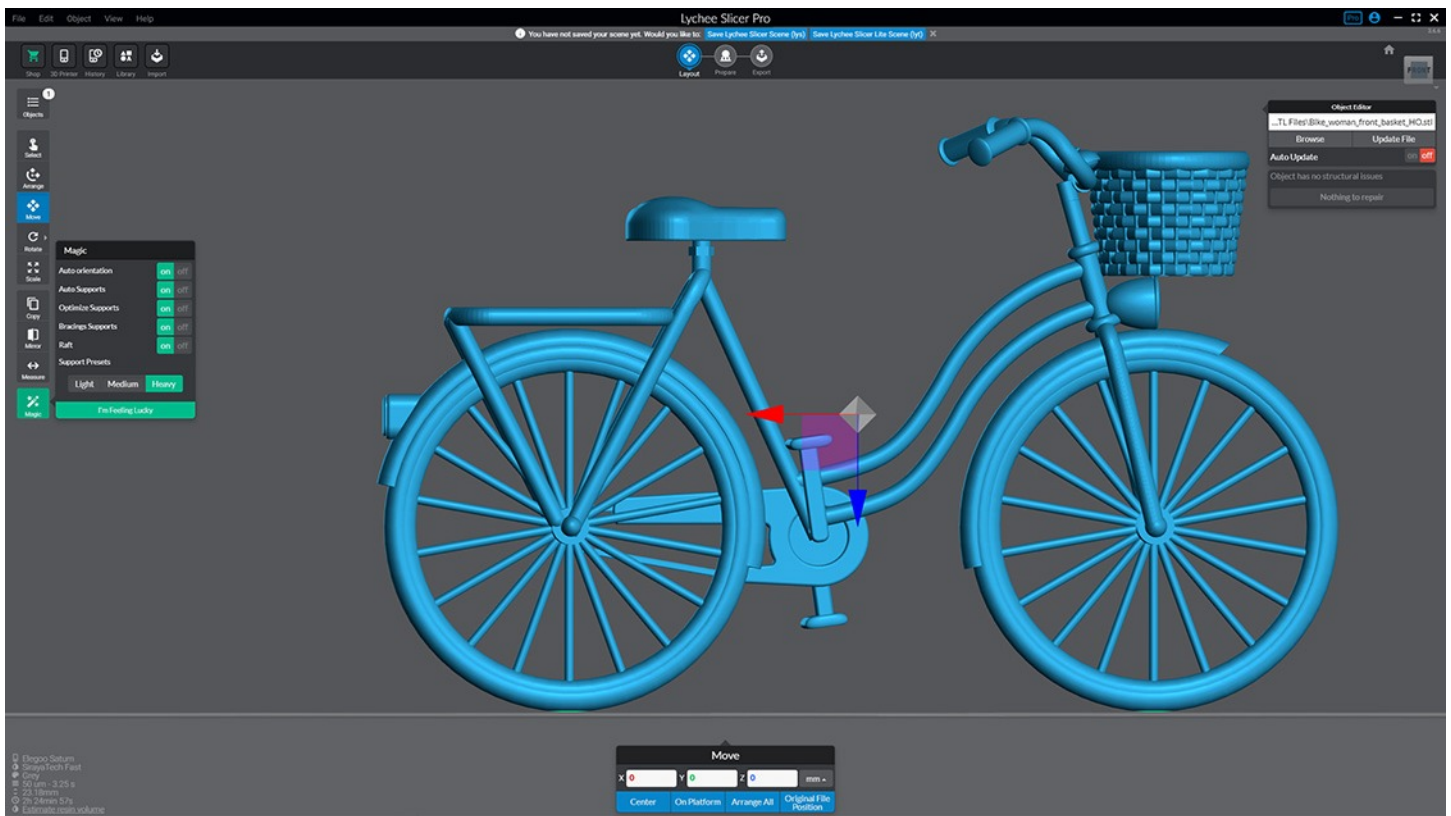 File Edit Object View Help
Lychee Slicer Pro
Pro
You have not saved your scene yet. Would you like to: Save Lychee Slicer Scene (lys) Save Lychee Slicer Lite Scene (lyt)
3.6.6
Shop 3D Printer History Library Import
Layout Prepare Export
FRONT
1
Objects
Select
Arrange
Move
Rotate
Scale
Copy
Mirror
Measure
Magic
Magic
Auto orientation on off
Auto Supports on off
Optimize Supports on off
Bracings Supports on off
Raft on off
Support Presets
Light Medium Heavy
I'm Feeling Lucky
Object Editor
...TL Files\Bike_woman_front_basket_HO.stl
Browse Update File
Auto Update on off
Object has no structural issues
Nothing to repair
Elegoo Saturn
SirayaTech Fast
Grey
50 um - 3.25 s
23.18mm
2h 24min 57s
Estimate resin volume
Move
X 0 Y 0 Z 0 mm
Center On Platform Arrange All Original File Position